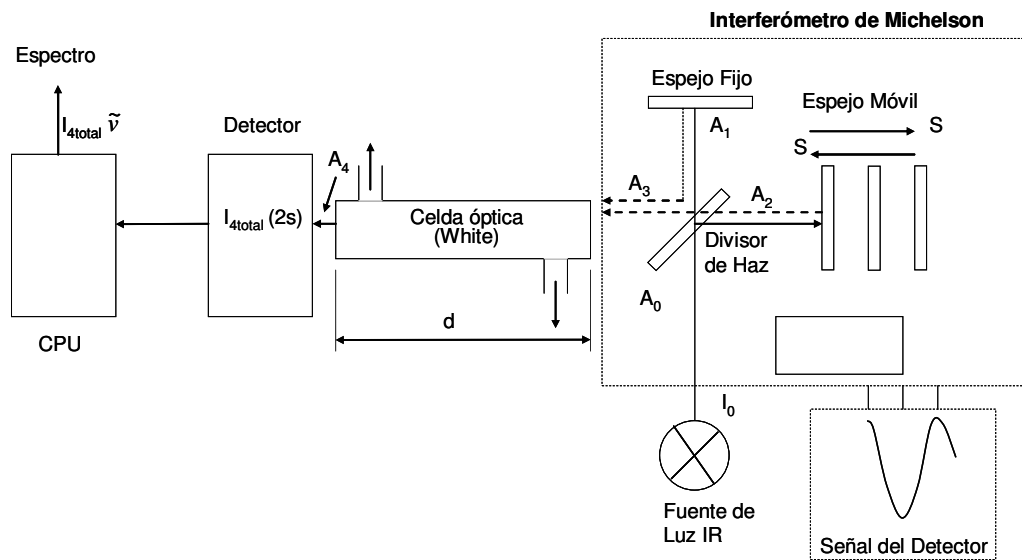 Interferómetro de Michelson
Espectro
I4total ṽ
Detector
A4
I4total (2s)
CPU
Celda óptica
(White)
d
Espejo Fijo
A1
Espejo Móvil
S
S
A3
A2
Divisor
de Haz
A0
I0
Fuente de
Luz IR
Señal del Detector